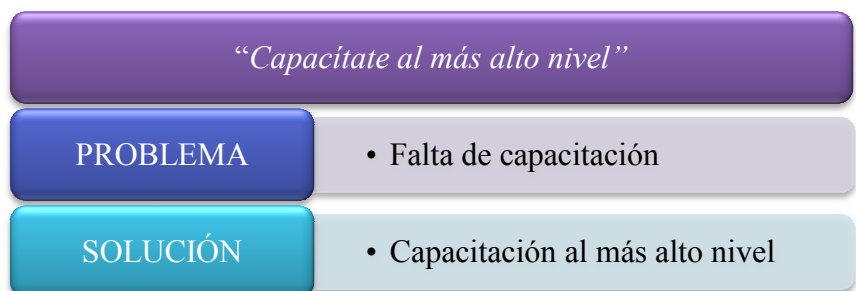 “Capacítate al más alto nivel”
PROBLEMA
• Falta de capacitación
SOLUCIÓN
• Capacitación al más alto nivel